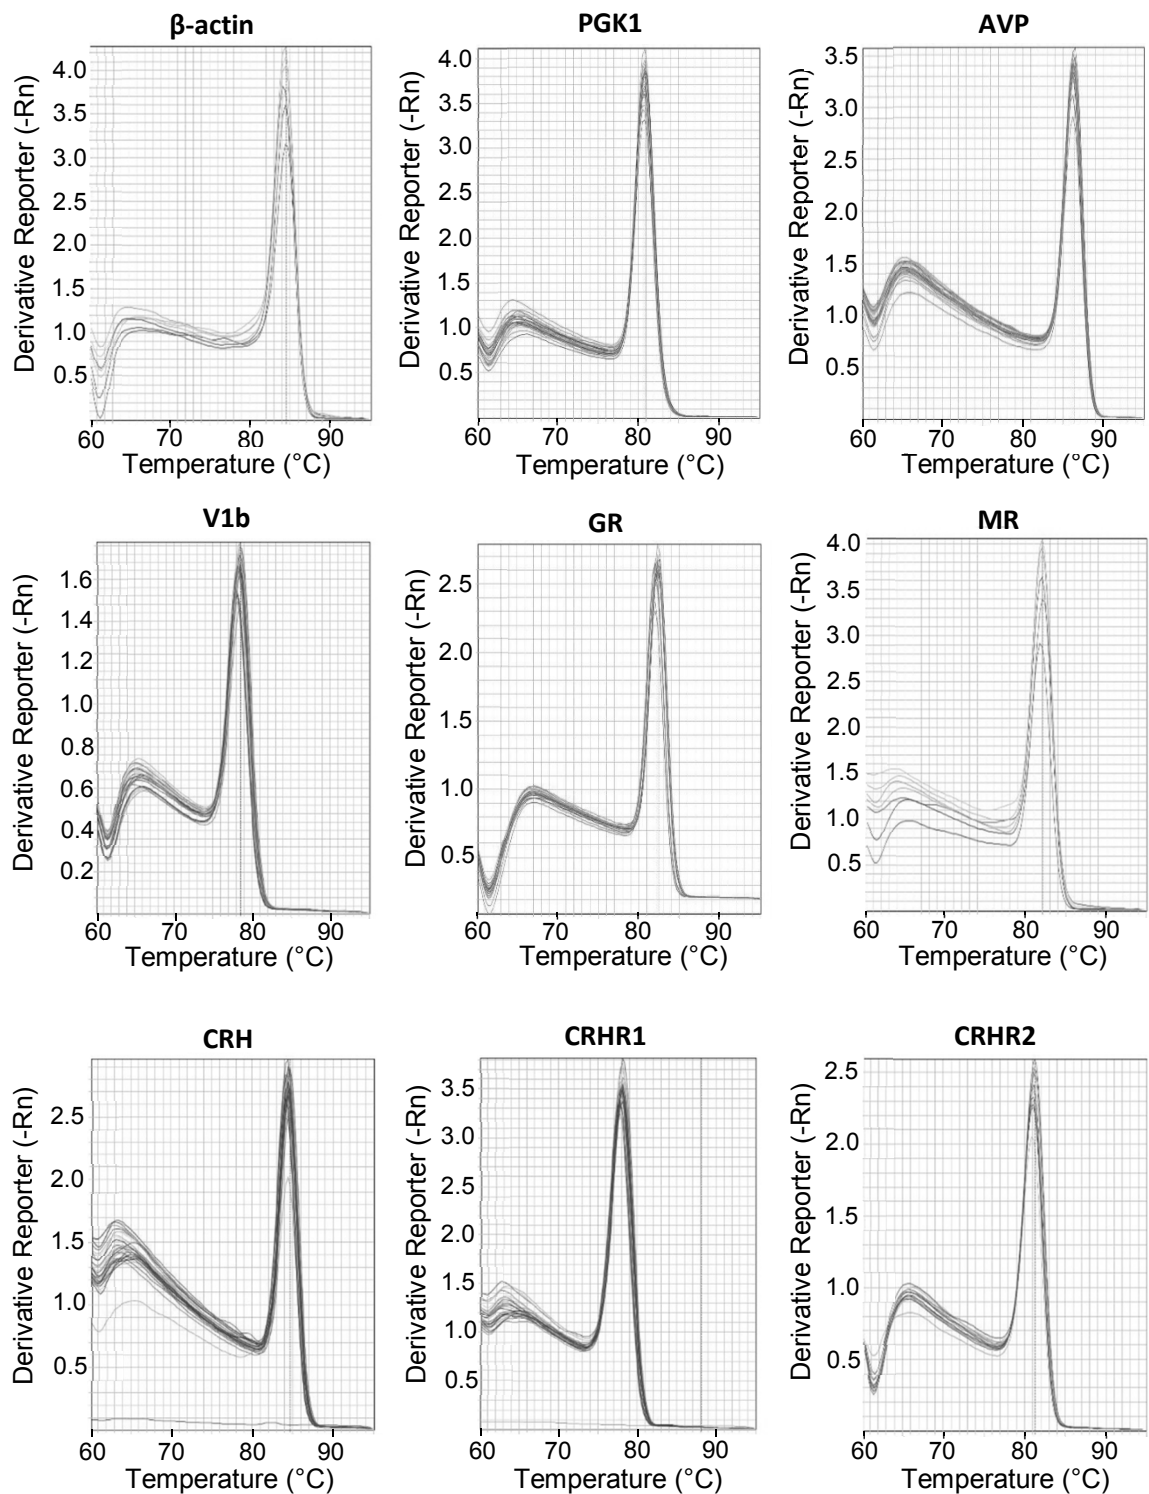 β-actin
Derivative Reporter (-Rn)
4.0
3.5
3.0
2.5
2.0
1.5
1.0
0.5
60 70 80 90
Temperature (°C)
PGK1
Derivative Reporter (-Rn)
4.0
3.5
3.0
2.5
2.0
1.5
1.0
0.5
60 70 80 90
Temperature (°C)
AVP
Derivative Reporter (-Rn)
3.5
3.0
2.5
2.0
1.5
1.0
0.5
60 70 80 90
Temperature (°C)
V1b
Derivative Reporter (-Rn)
1.6
1.4
1.2
1.0
0.8
0.6
0.4
0.2
60 70 80 90
Temperature (°C)
GR
Derivative Reporter (-Rn)
2.5
2.0
1.5
1.0
0.5
60 70 80 90
Temperature (°C)
MR
Derivative Reporter (-Rn)
4.0
3.5
3.0
2.5
2.0
1.5
1.0
0.5
60 70 80 90
Temperature (°C)
CRH
Derivative Reporter (-Rn)
2.5
2.0
1.5
1.0
0.5
60 70 80 90
Temperature (°C)
CRHR1
Derivative Reporter (-Rn)
3.5
3.0
2.5
2.0
1.5
1.0
0.5
60 70 80 90
Temperature (°C)
CRHR2
Derivative Reporter (-Rn)
2.5
2.0
1.5
1.0
0.5
60 70 80 90
Temperature (°C)